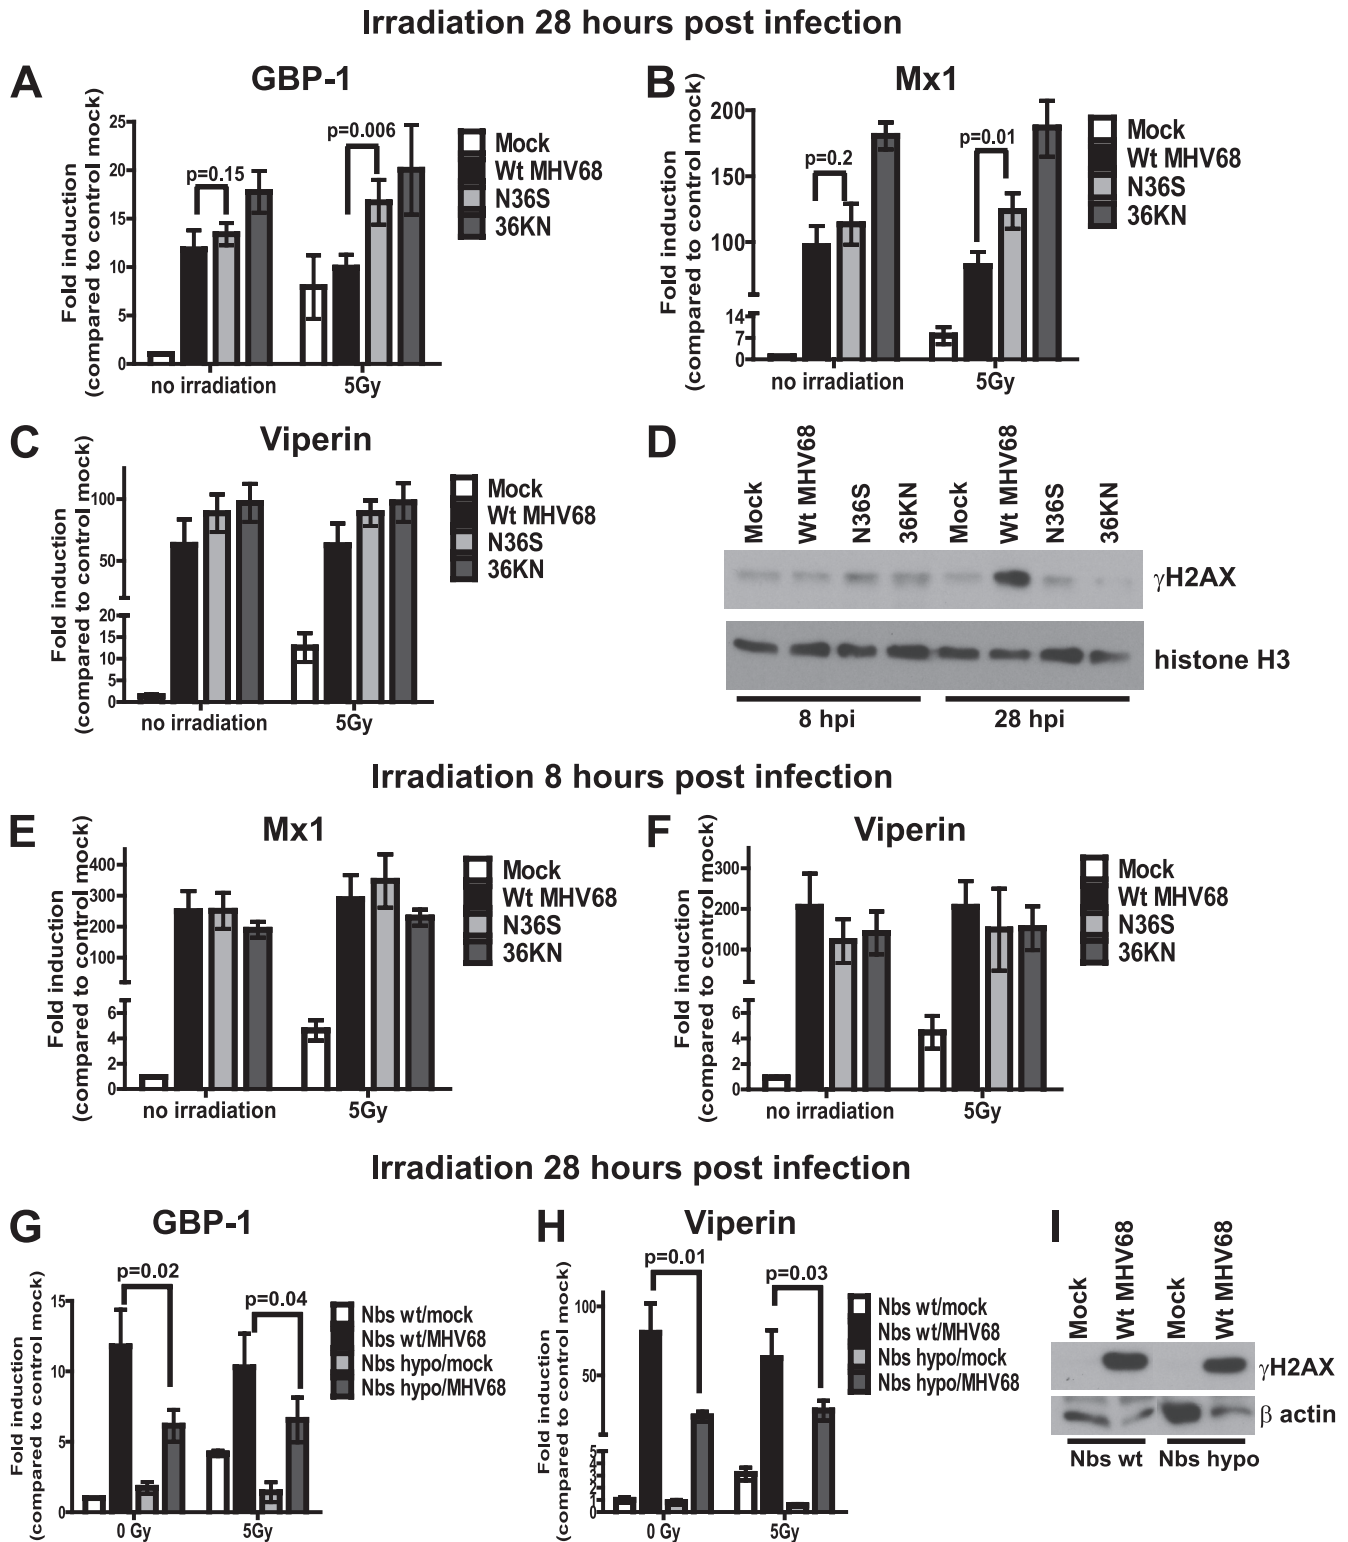 Irradiation 28 hours post infection
A
GBP-1
Fold induction
(compared to control mock)
25
20
15
10
5
0
p=0.15
p=0.006
no irradiation
5Gy
Mock
Wt MHV68
N36S
36KN
B
Mx1
Fold induction
(compared to control mock)
200
150
100
14
7
0
p=0.2
p=0.01
no irradiation
5Gy
Mock
Wt MHV68
N36S
36KN
C
Viperin
Fold induction
(compared to control mock)
100
50
20
15
10
5
0
no irradiation
5Gy
Mock
Wt MHV68
N36S
36KN
D
Mock
Wt MHV68
N36S
36KN
Mock
Wt MHV68
N36S
36KN
γH2AX
histone H3
8 hpi
28 hpi
Irradiation 8 hours post infection
E
Mx1
Fold induction
(compared to control mock)
400
300
200
100
6
4
2
0
no irradiation
5Gy
Mock
Wt MHV68
N36S
36KN
F
Viperin
Fold induction
(compared to control mock)
300
200
100
6
4
2
0
no irradiation
5Gy
Mock
Wt MHV68
N36S
36KN
Irradiation 28 hours post infection
G
GBP-1
Fold induction
(compared to control mock)
15
10
5
0
p=0.02
p=0.04
0 Gy
5Gy
Nbs wt/mock
Nbs wt/MHV68
Nbs hypo/mock
Nbs hypo/MHV68
H
Viperin
Fold induction
(compared to control mock)
100
50
5
4
3
2
1
0
p=0.01
p=0.03
0 Gy
5Gy
Nbs wt/mock
Nbs wt/MHV68
Nbs hypo/mock
Nbs hypo/MHV68
I
Mock
Wt MHV68
Mock
Wt MHV68
γH2AX
β actin
Nbs wt
Nbs hypo